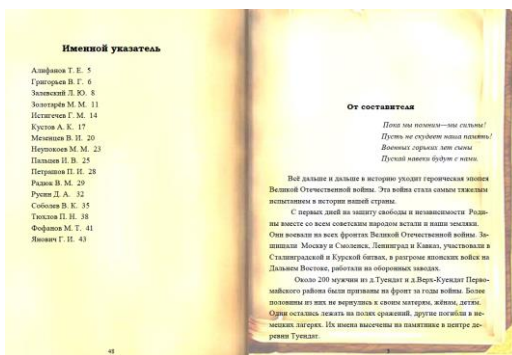 Именной указатель
Алифанов Т. Е. 5
Григорьев В. Г. 6
Залевский Л. Ю. 8
Золотарёв М. М. 11
Истигечев Г. М. 14
Кустов А. К. 17
Мезенцев В. И. 20
Неупокоев М. М. 23
Пальцев И. В. 25
Петрашов П. И. 28
Радюк В. М. 29
Русин Д. А. 32
Соболев В. К. 35
Тюхлов П. Н. 38
Фофанов М. Т. 41
Янович Г. И. 43
48
От составителя
Пока мы помним—мы сильны!
Пусть не скудеет наша память!
Военных горьких лет сыны
Пускай навеки будут с нами.
Всё дальше и дальше в историю уходит героическая эпопея
Великой Отечественной войны. Эта война стала самым тяжелым
испытанием в истории нашей страны.
С первых дней на защиту свободы и независимости Роди-
ны вместе со всем советским народом встали и наши земляки.
Они воевали на всех фронтах Великой Отечественной войны. За-
щищали Москву и Смоленск, Ленинград и Кавказ, участвовали в
Сталинградской и Курской битвах, в разгроме японских войск на
Дальнем Востоке, работали на оборонных заводах.
Около 200 мужчин из д.Туендат и д.Верх-Куендат Перво-
майского района были призваны на фронт за годы войны. Более
половины из них не вернулись к своим матерям, жёнам, детям.
Одни остались лежать на полях сражений, другие погибли в не-
мецких лагерях. Их имена высечены на памятнике в центре де-
ревни Туендат.
3